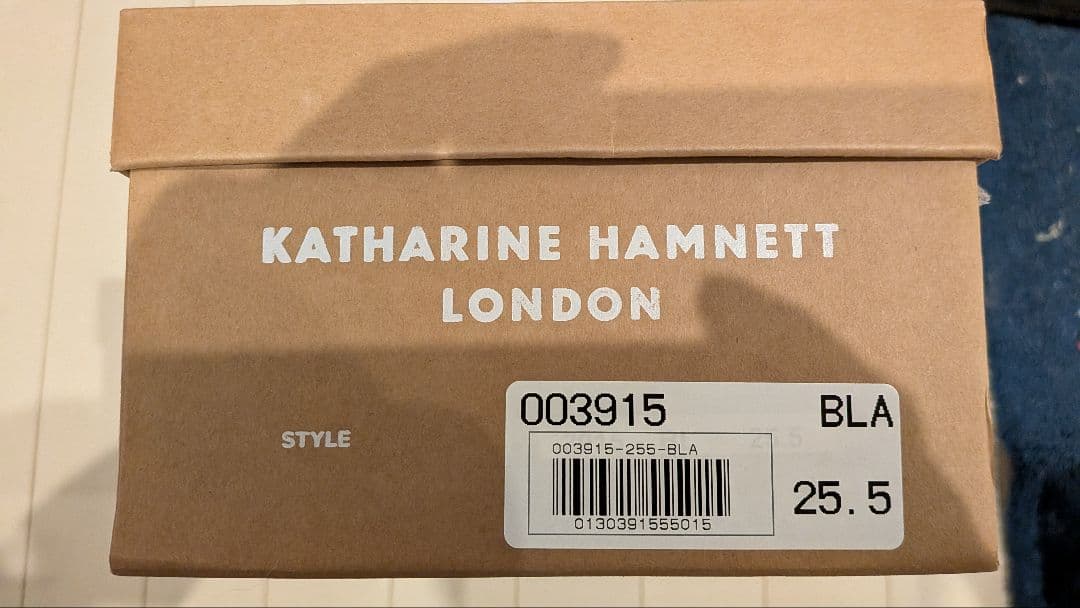 KATHARINE HAMNETT
LONDON
STYLE
003915 BLA
003915-255-BLA
0130391555015
25.5